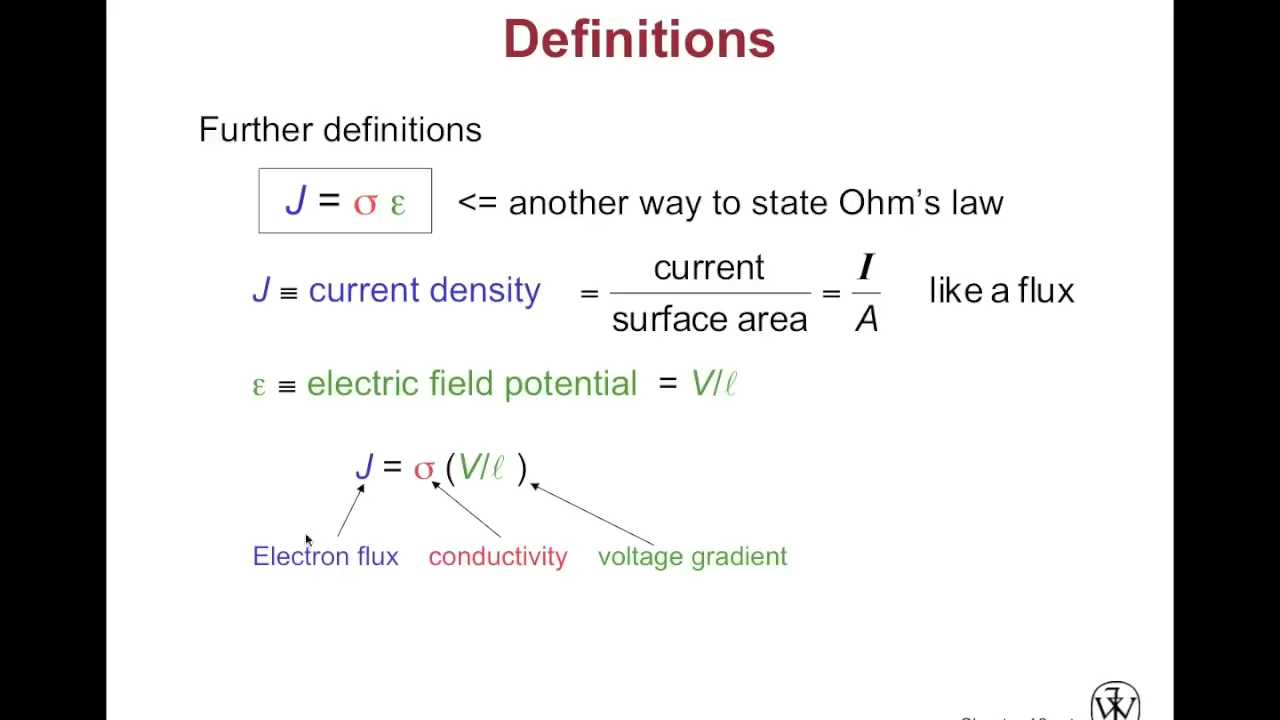 Definitions
Further definitions
J = σ ε <= another way to state Ohm’s law
J ≡ current density = current / surface area = I / A like a flux
ε ≡ electric field potential = V/ℓ
J = σ (V/ℓ )
Electron flux conductivity voltage gradient